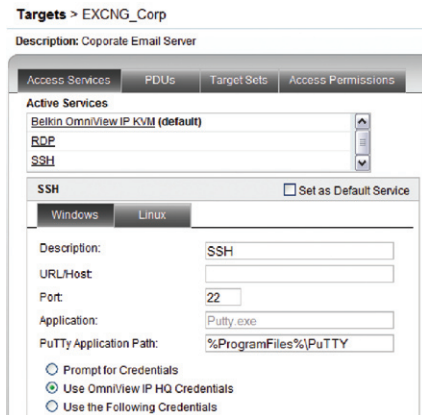 Targets > EXCNG_Corp
Description: Coporate Email Server
Access Services PDUs Target Sets Access Permissions
Active Services
Belkin OmniView IP KVM (default)
RDP
SSH
SSH Set as Default Service
Windows Linux
Description: SSH
URL/Host:
Port: 22
Application: Putty.exe
PuTTy Application Path: %ProgramFiles%\PuTTY
Prompt for Credentials
Use OmniView IP HQ Credentials
Use the Following Credentials